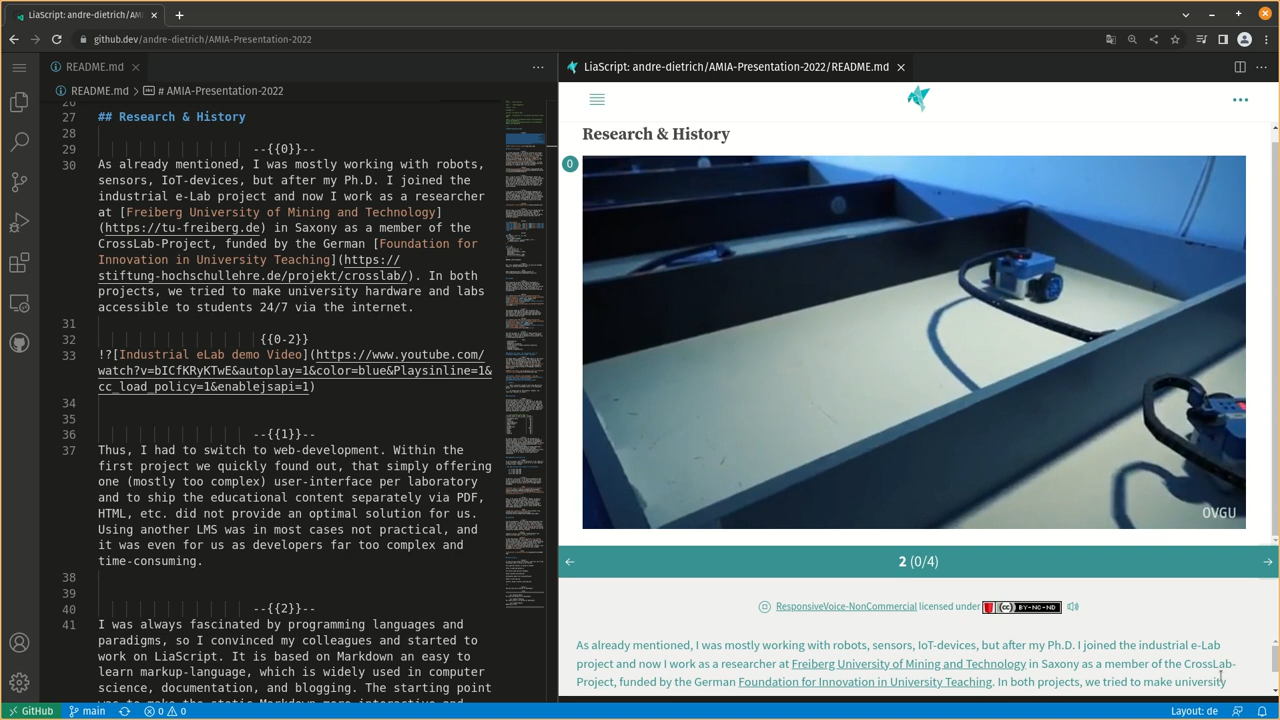 LiaScript: andre-dietrich/AM
github.dev/andre-dietrich/AMIA-Presentation-2022
README.md
README.md > # AMIA-Presentation-2022
26
27 ## Research & History
28
29 --{{0}}--
30 As already mentioned, I was mostly working with robots,
sensors, IoT-devices, but after my Ph.D. I joined the
industrial e-Lab project and now I work as a researcher
at [Freiberg University of Mining and Technology]
(https://tu-freiberg.de) in Saxony as a member of the
CrossLab-Project, funded by the German [Foundation for
Innovation in University Teaching](https://
stiftung-hochschullehre.de/projekt/crosslab/). In both
projects, we tried to make university hardware and labs
accessible to students 24/7 via the internet.
31
32 {{0-2}}
33 !?[Industrial eLab demo Video](https://www.youtube.com/
watch?v=bICfKRyKTwE&autoplay=1&color=blue&Playsinline=1&
cc_load_policy=1&enablejsapi=1)
34
35
36 --{{1}}--
37 Thus, I had to switch to web-development. Within the
first project we quickly found out, that simply offering
one (mostly too complex) user-interface per laboratory
and to ship the educational content separately via PDF,
HTML, etc. did not provide an optimal solution for us.
Using another LMS was in most cases not practical, and
it was even for us as developers far too complex and
time-consuming.
38
39
40 --{{2}}--
41 I was always fascinated by programming languages and
paradigms, so I convinced my colleagues and started to
work on LiaScript. It is based on Markdown an easy to
learn markup-language, which is widely used in computer
science, documentation, and blogging. The starting point
was to make the static Markdown more interactive and
LiaScript: andre-dietrich/AMIA-Presentation-2022/README.md
Research & History
0
OVGU
2 (0/4)
ResponsiveVoice-NonCommercial licensed under
cc BY-NC-ND
As already mentioned, I was mostly working with robots, sensors, IoT-devices, but after my Ph.D. I joined the industrial e-Lab
project and now I work as a researcher at Freiberg University of Mining and Technology in Saxony as a member of the CrossLab-
Project, funded by the German Foundation for Innovation in University Teaching. In both projects, we tried to make university
GitHub main 0 0 Layout: de